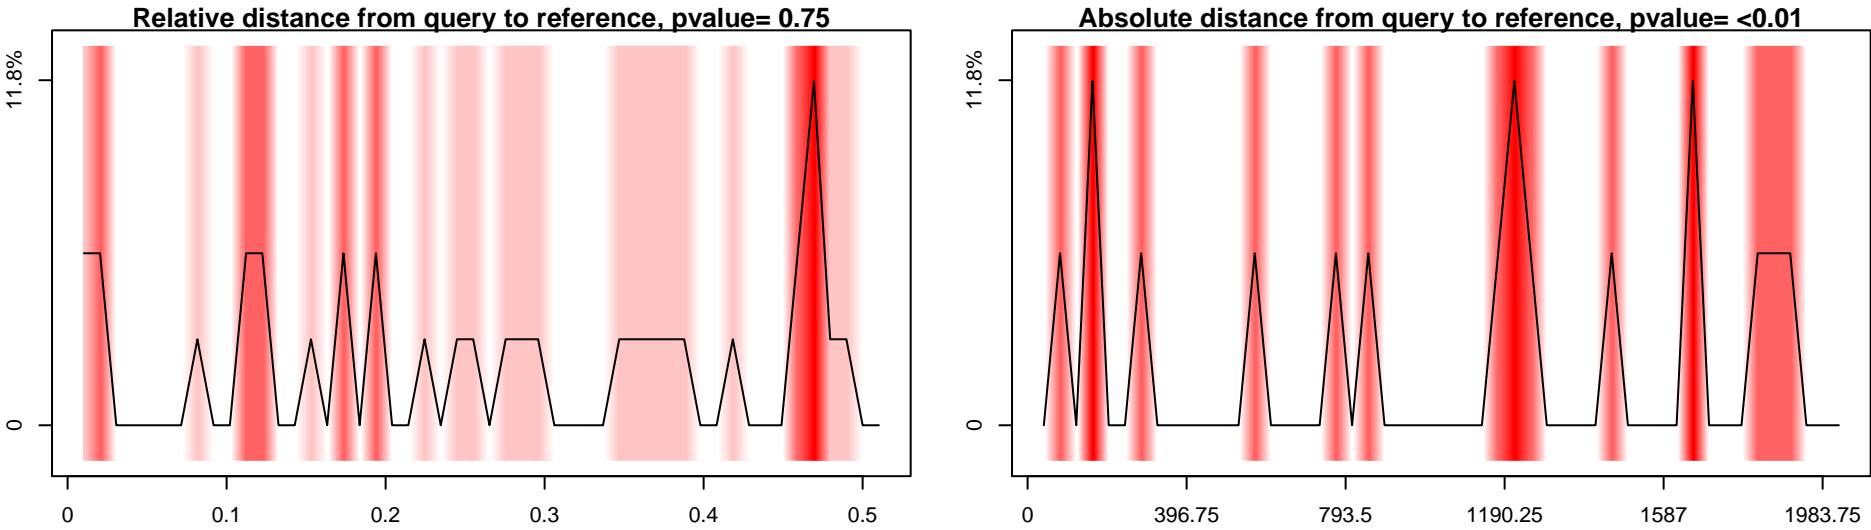 Relative distance from query to reference, pvalue= 0.75
11.8%
0
0 0.1 0.2 0.3 0.4 0.5
Absolute distance from query to reference, pvalue= <0.01
11.8%
0
0 396.75 793.5 1190.25 1587 1983.75